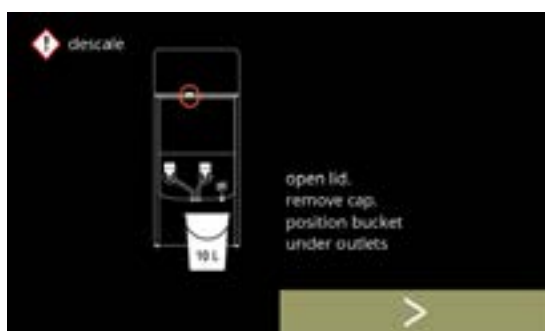 descale
open lid.
remove cap.
position bucket
under outlets
10 L